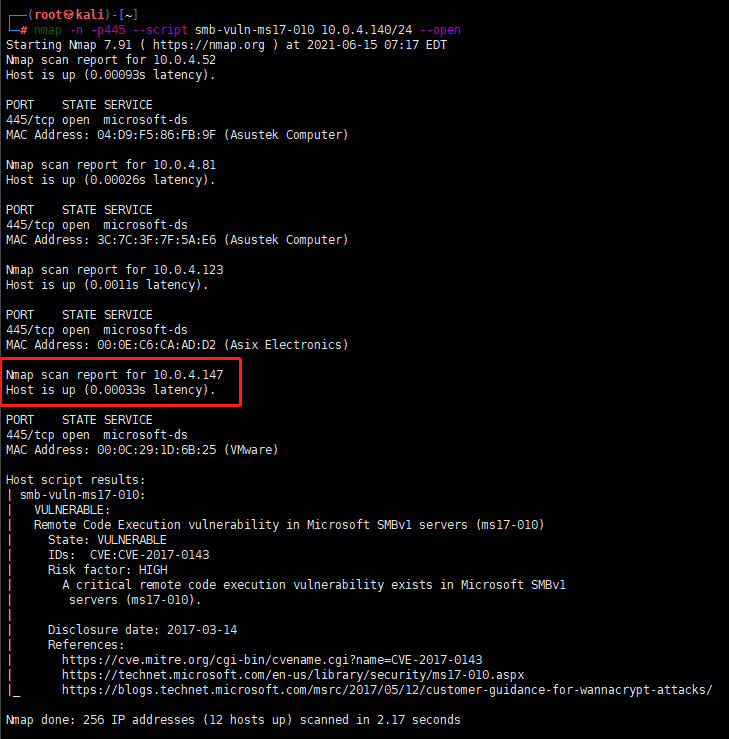 ┌──(root㉿kali)-[~]
└─# nmap -n -p445 --script smb-vuln-ms17-010 10.0.4.140/24 --open
Starting Nmap 7.91 ( https://nmap.org ) at 2021-06-15 07:17 EDT
Nmap scan report for 10.0.4.52
Host is up (0.00093s latency).

PORT    STATE SERVICE
445/tcp open  microsoft-ds
MAC Address: 04:D9:F5:86:FB:9F (Asustek Computer)

Nmap scan report for 10.0.4.81
Host is up (0.00026s latency).

PORT    STATE SERVICE
445/tcp open  microsoft-ds
MAC Address: 3C:7C:3F:7F:5A:E6 (Asustek Computer)

Nmap scan report for 10.0.4.123
Host is up (0.0011s latency).

PORT    STATE SERVICE
445/tcp open  microsoft-ds
MAC Address: 00:0E:C6:CA:AD:D2 (Asix Electronics)

Nmap scan report for 10.0.4.147
Host is up (0.00033s latency).

PORT    STATE SERVICE
445/tcp open  microsoft-ds
MAC Address: 00:0C:29:1D:6B:25 (VMware)

Host script results:
| smb-vuln-ms17-010:
|   VULNERABLE:
|   Remote Code Execution vulnerability in Microsoft SMBv1 servers (ms17-010)
|     State: VULNERABLE
|     IDs:  CVE:CVE-2017-0143
|     Risk factor: HIGH
|       A critical remote code execution vulnerability exists in Microsoft SMBv1
|        servers (ms17-010).
|
|     Disclosure date: 2017-03-14
|     References:
|       https://cve.mitre.org/cgi-bin/cvename.cgi?name=CVE-2017-0143
|       https://technet.microsoft.com/en-us/library/security/ms17-010.aspx
|_      https://blogs.technet.microsoft.com/msrc/2017/05/12/customer-guidance-for-wannacrypt-attacks/

Nmap done: 256 IP addresses (12 hosts up) scanned in 2.17 seconds